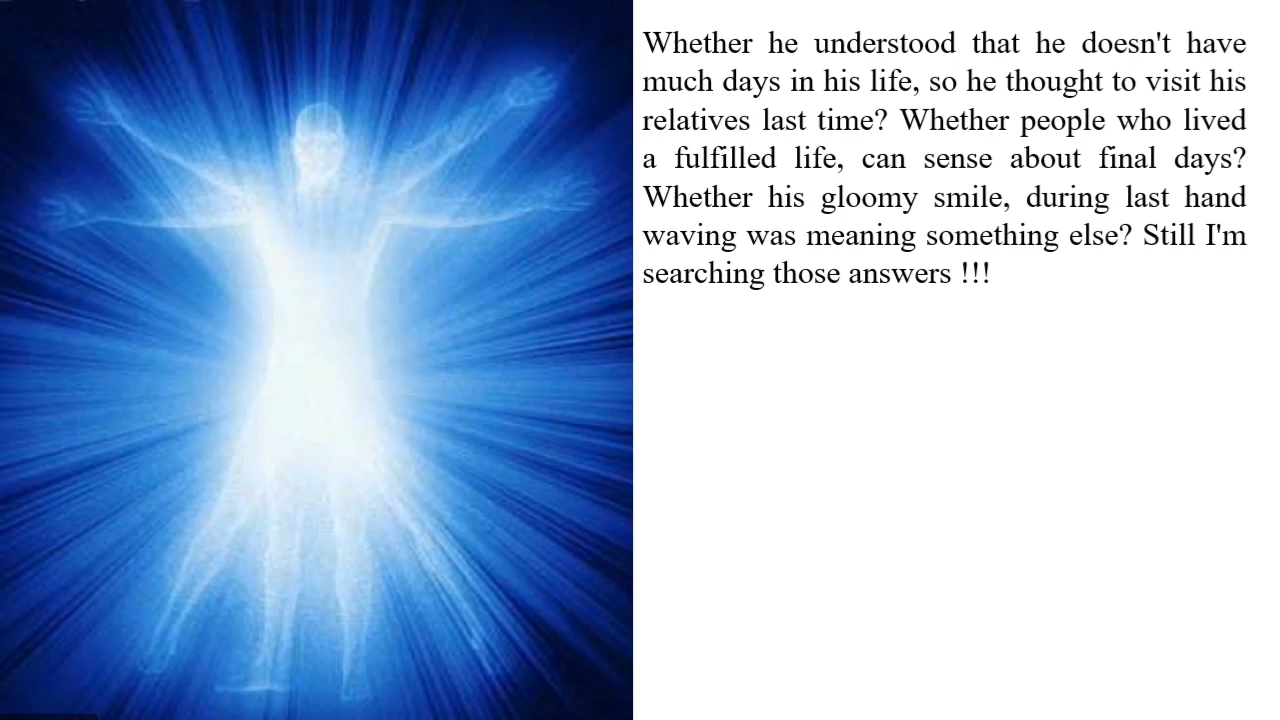 Whether he understood that he doesn't have
much days in his life, so he thought to visit his
relatives last time? Whether people who lived
a fulfilled life, can sense about final days?
Whether his gloomy smile, during last hand
waving was meaning something else? Still I'm
searching those answers !!!